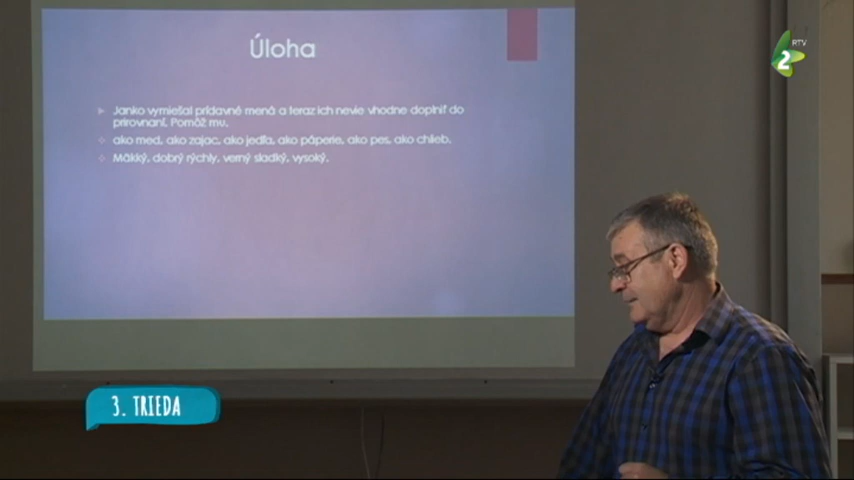 Úloha
Janko vymiešal prídavné mená a teraz ich nevie vhodne doplniť do
prirovnaní. Pomôž mu.
ako med, ako zajac, ako jedľa, ako páperie, ako pes, ako chlieb.
Mäkký, dobrý rýchly, verný sladký, vysoký.
RTV
2
3. TRIEDA